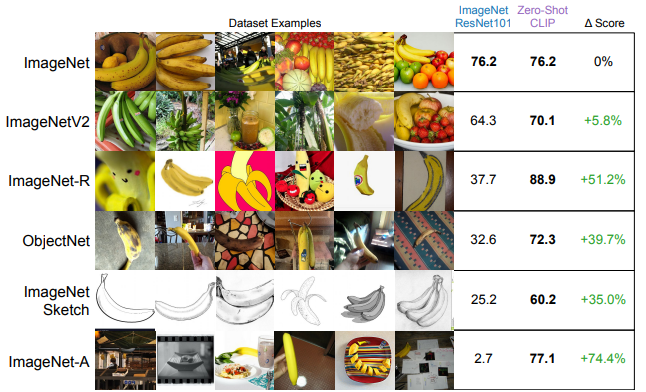 Dataset Examples
ImageNet
ResNet101
Zero-Shot
CLIP
Δ Score
ImageNet 76.2 76.2 0%
ImageNetV2 64.3 70.1 +5.8%
ImageNet-R 37.7 88.9 +51.2%
ObjectNet 32.6 72.3 +39.7%
ImageNet
Sketch 25.2 60.2 +35.0%
ImageNet-A 2.7 77.1 +74.4%